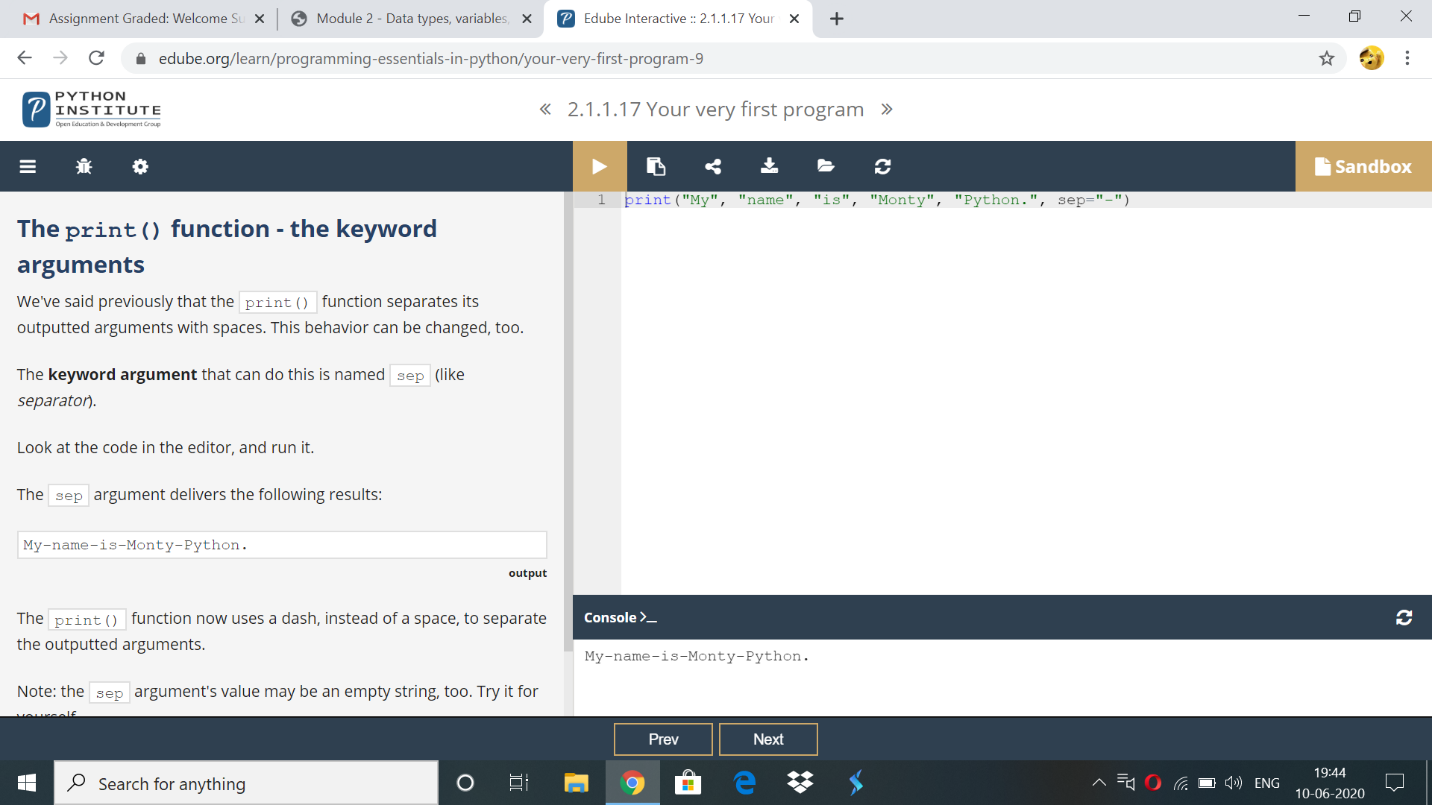 Assignment Graded: Welcome Su
Module 2 - Data types, variables,
Edube Interactive :: 2.1.1.17 Your
edube.org/learn/programming-essentials-in-python/your-very-first-program-9
PYTHON
INSTITUTE
Open Education & Development Group
« 2.1.1.17 Your very first program »
Sandbox
The print() function - the keyword
arguments
We've said previously that the print() function separates its
outputted arguments with spaces. This behavior can be changed, too.
The keyword argument that can do this is named sep (like
separator).
Look at the code in the editor, and run it.
The sep argument delivers the following results:
My-name-is-Monty-Python.
output
The print() function now uses a dash, instead of a space, to separate
the outputted arguments.
Note: the sep argument's value may be an empty string, too. Try it for
yourself
1 print("My", "name", "is", "Monty", "Python.", sep="-")
Console >_
My-name-is-Monty-Python.
Prev
Next
Search for anything
ENG
19:44
10-06-2020